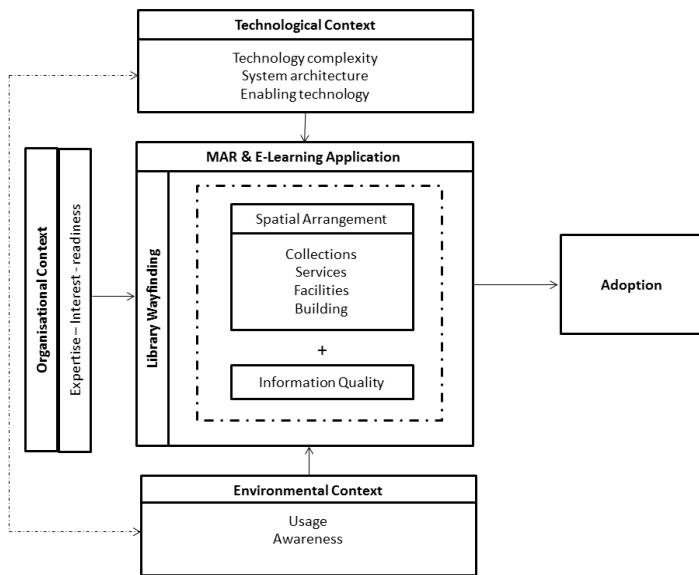 Technological Context
Technology complexity
System architecture
Enabling technology
Organisational Context
Expertise – Interest - readiness
MAR & E-Learning Application
Library Wayfinding
Spatial Arrangement
Collections
Services
Facilities
Building
+
Information Quality
Adoption
Environmental Context
Usage
Awareness